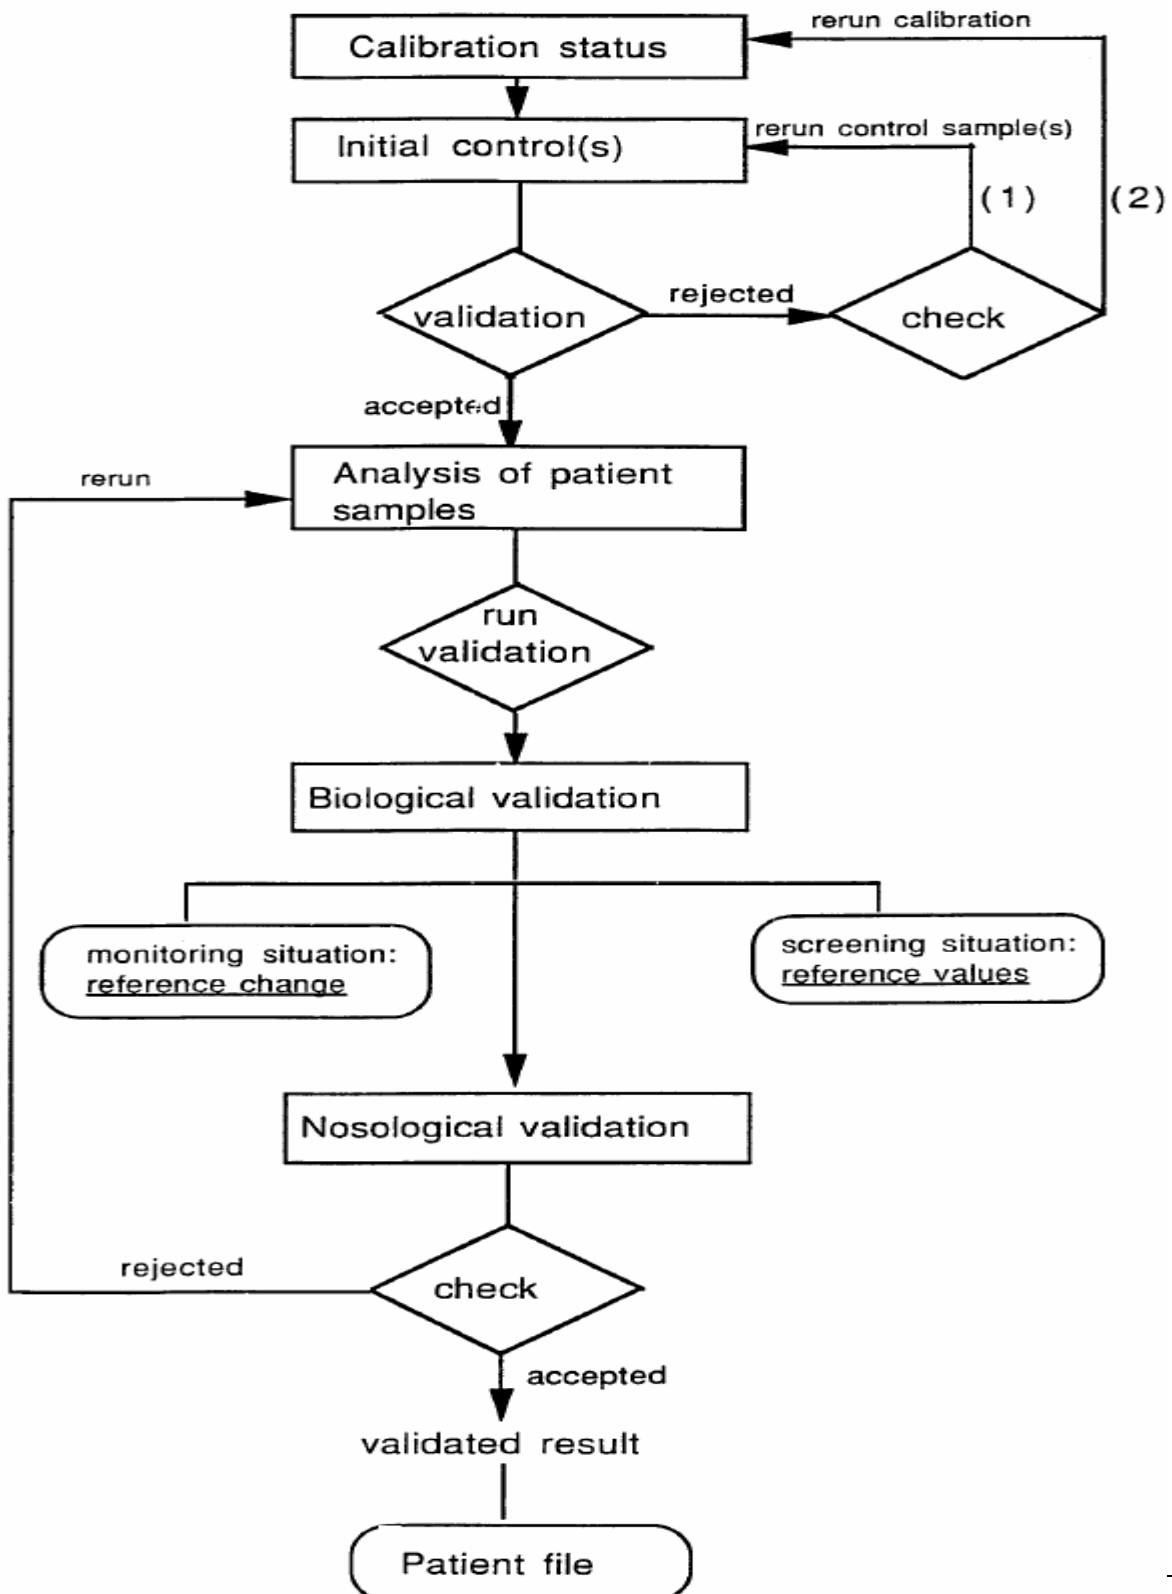 rerun calibration
Calibration status
Initial control(s)
rerun control sample(s)
(1)
(2)
validation
rejected
check
accepted
rerun
Analysis of patient
samples
run
validation
Biological validation
monitoring situation:
reference change
screening situation:
reference values
Nosological validation
rejected
check
accepted
validated result
Patient file